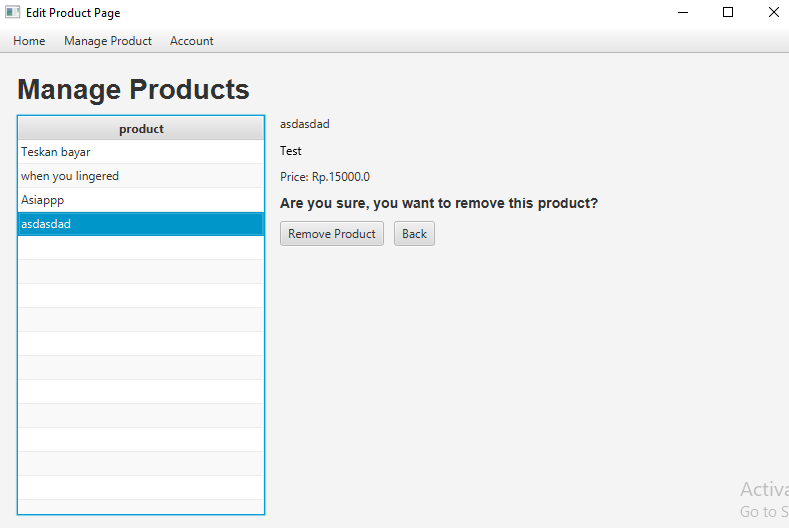 Edit Product Page
Home Manage Product Account
Manage Products
product
Teskan bayar
when you lingered
Asiappp
asdasdad
asdasdad
Test
Price: Rp.15000.0
Are you sure, you want to remove this product?
Remove Product Back
Go to